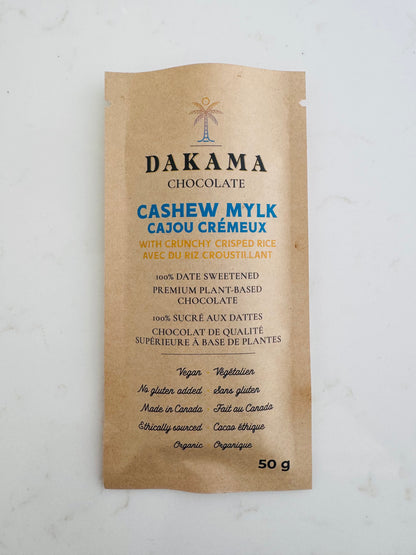 DAKAMA
CHOCOLATE
CASHEW MYLK
CAJOU CRÉMEUX
WITH CRUNCHY CRISPED RICE
AVEC DU RIZ CROUSTILLANT
100% DATE SWEETENED
PREMIUM PLANT-BASED
CHOCOLATE
100% SUCRÉ AUX DATTES
CHOCOLAT DE QUALITÉ
SUPÉRIEURE À BASE DE PLANTES
Vegan Végétalien
No gluten added Sans gluten
Made in Canada Fait au Canada
Ethically sourced Cacao éthique
Organic Organique
50 g